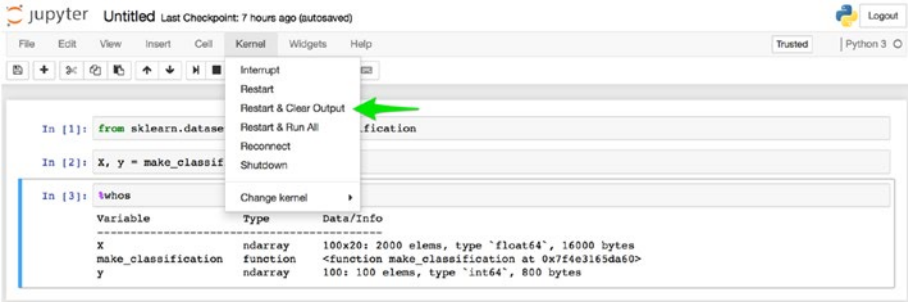 jupyter Untitled Last Checkpoint: 7 hours ago (autosaved) Logout
File Edit View Insert Cell Kernel Widgets Help Trusted Python 3
Interrupt
Restart
Restart & Clear Output
Restart & Run All
Reconnect
Shutdown
Change kernel
In [1]: from sklearn.datase ification
In [2]: X, y = make_classif
In [3]: %whos
Variable Type Data/Info
--------------------------------------------
X ndarray 100x20: 2000 elems, type `float64`, 16000 bytes
make_classification function <function make_classification at 0x7f4e3165da60>
y ndarray 100: 100 elems, type `int64`, 800 bytes